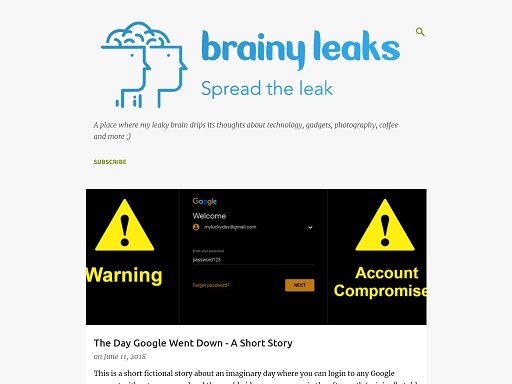 brainy leaks
Spread the leak
A place where my leaky brain drips its thoughts about technology, gadgets, photography, coffee
and more ;)
SUBSCRIBE
Google
Welcome
myluckyday@gmail.com
Enter your password
password123
Forgot password?
NEXT
Warning
Account
Compromise
The Day Google Went Down - A Short Story
on June 11, 2018
This is a short fictional story about an imaginary day where you can login to any Google